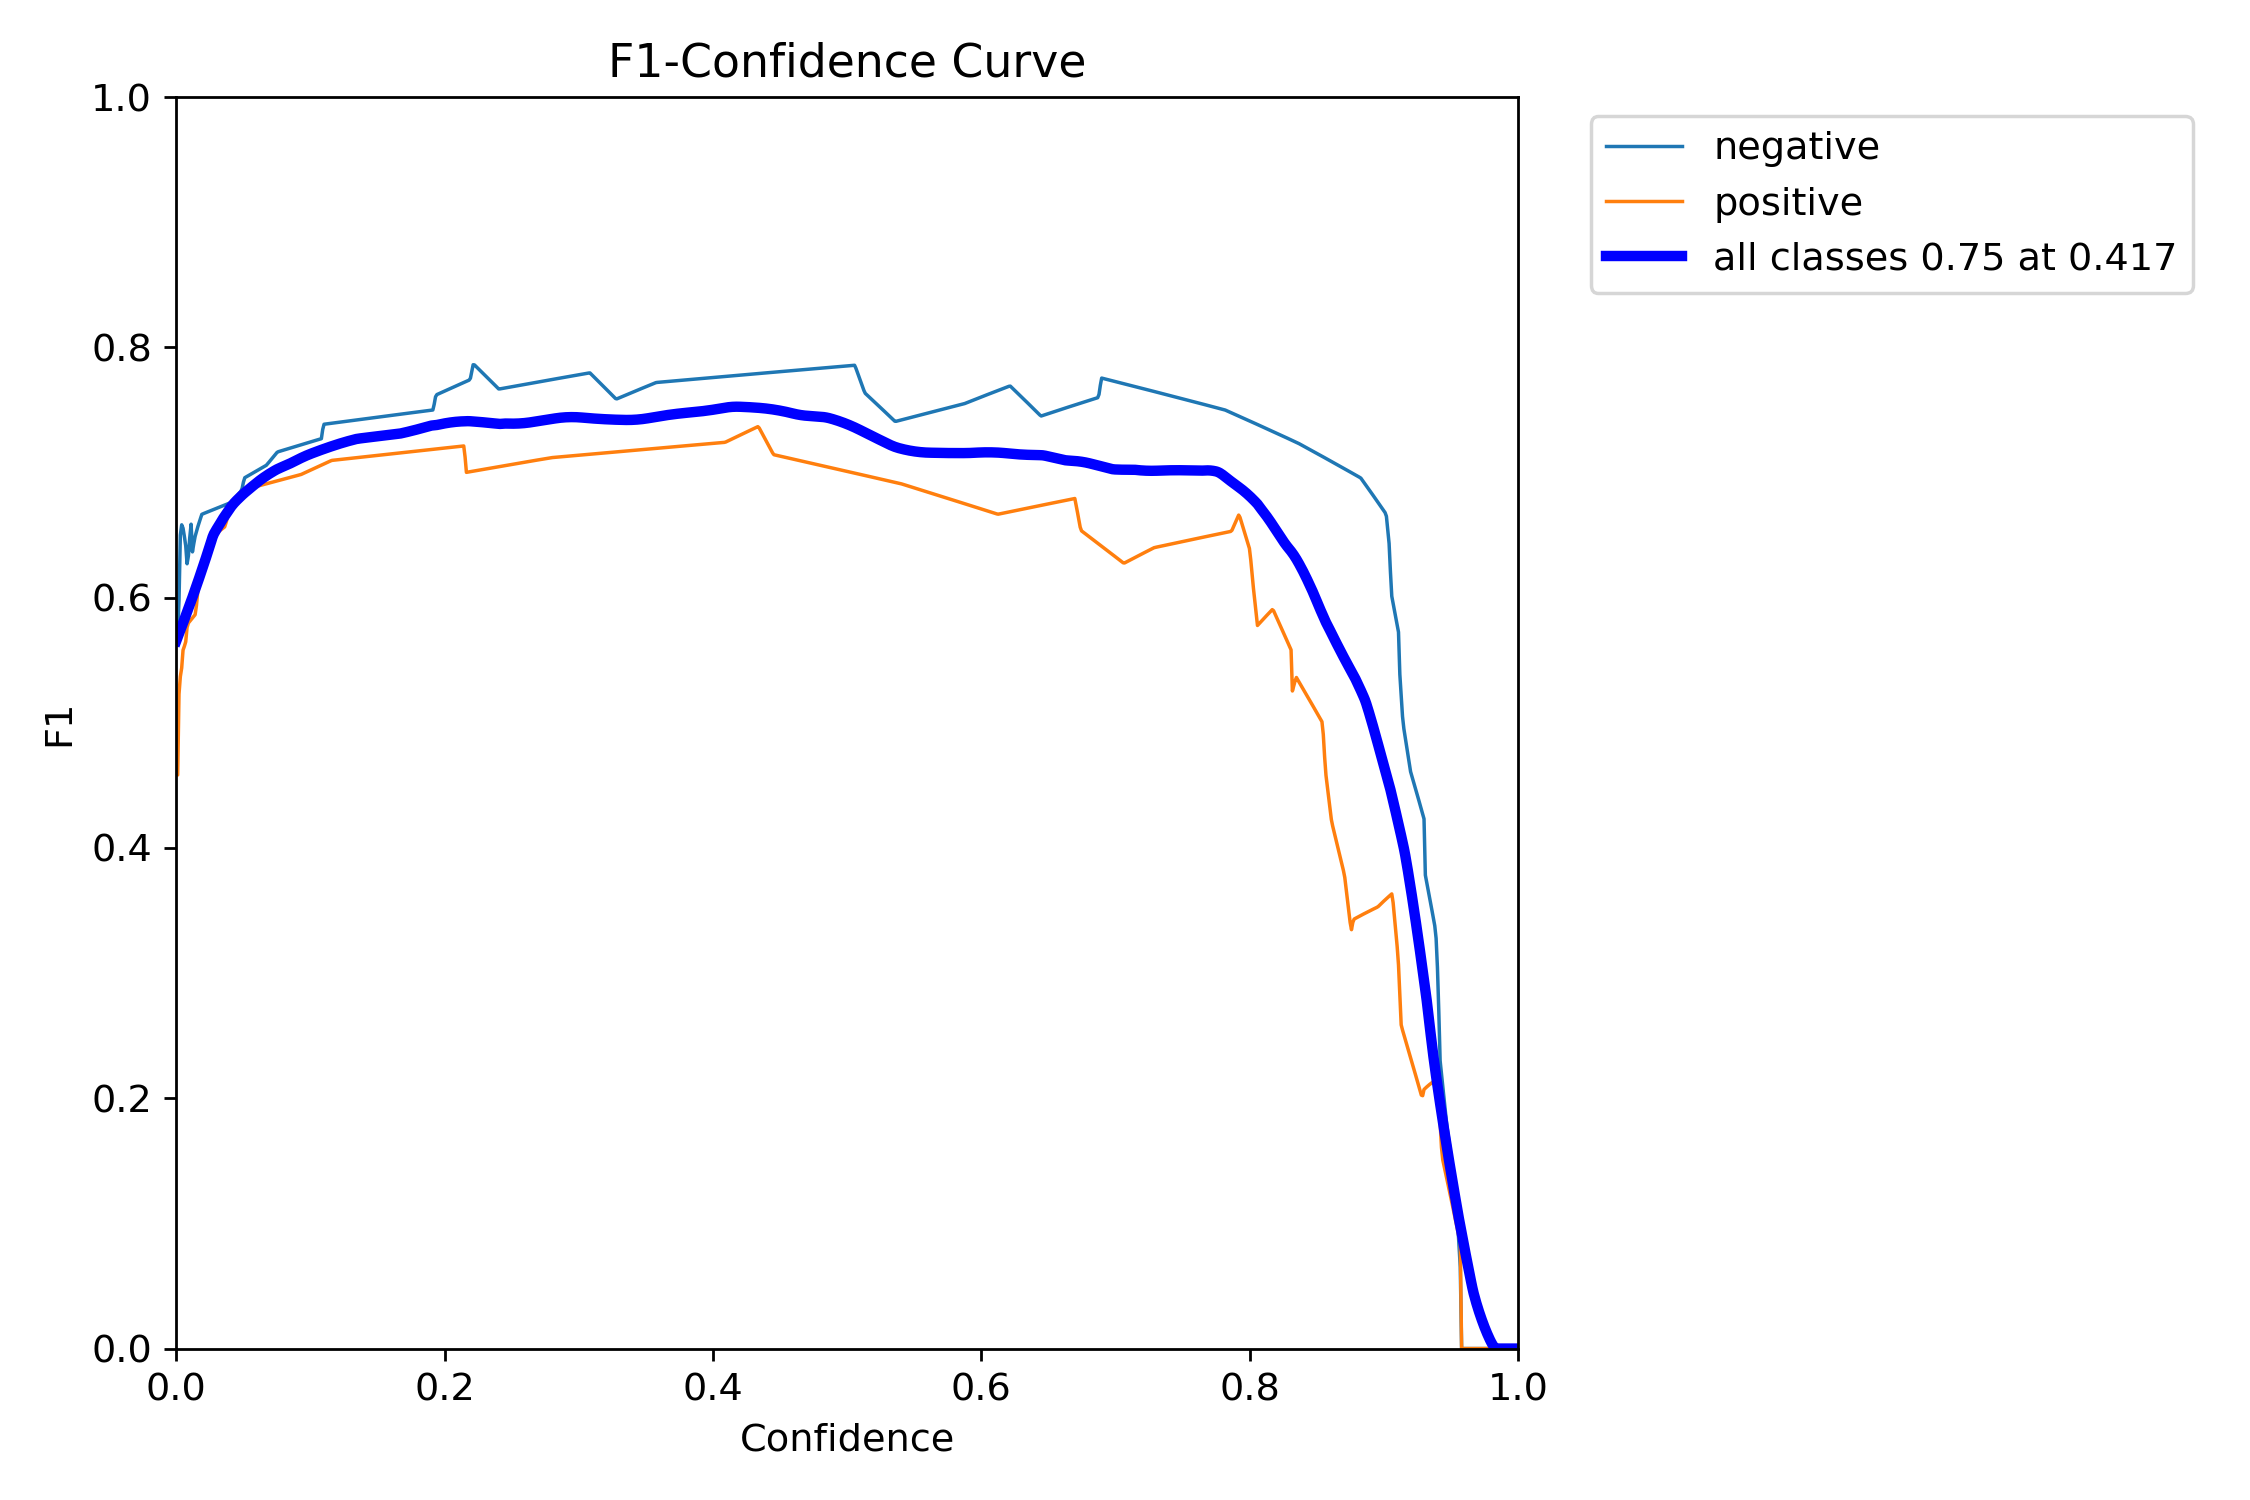 F1-Confidence Curve
1.0
0.8
0.6
0.4
0.2
0.0
F1
0.0 0.2 0.4 0.6 0.8 1.0
Confidence
negative
positive
all classes 0.75 at 0.417